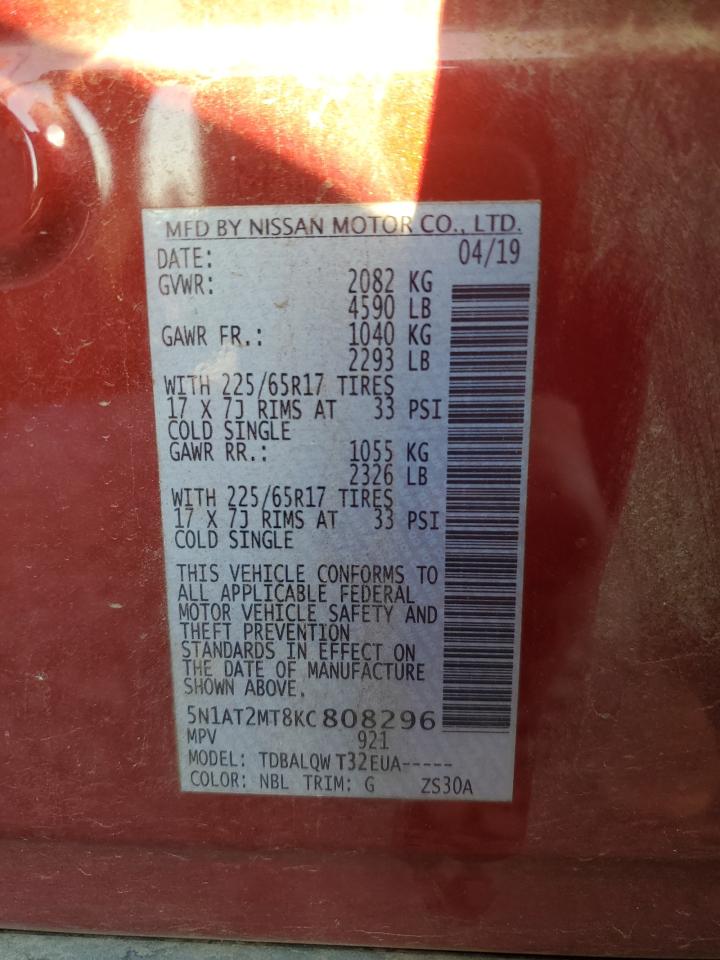 MFD BY NISSAN MOTOR CO., LTD.
DATE: 04/19
GVWR: 2082 KG
4590 LB
GAWR FR.: 1040 KG
2293 LB
WITH 225/65R17 TIRES
17 X 7J RIMS AT 33 PSI
COLD SINGLE
GAWR RR.: 1055 KG
2326 LB
WITH 225/65R17 TIRES
17 X 7J RIMS AT 33 PSI
COLD SINGLE
THIS VEHICLE CONFORMS TO
ALL APPLICABLE FEDERAL
MOTOR VEHICLE SAFETY AND
THEFT PREVENTION
STANDARDS IN EFFECT ON
THE DATE OF MANUFACTURE
SHOWN ABOVE.
5N1AT2MT8KC808296
MPV 921
MODEL: TDBALQW T32EUA-----
COLOR: NBL TRIM: G ZS30A